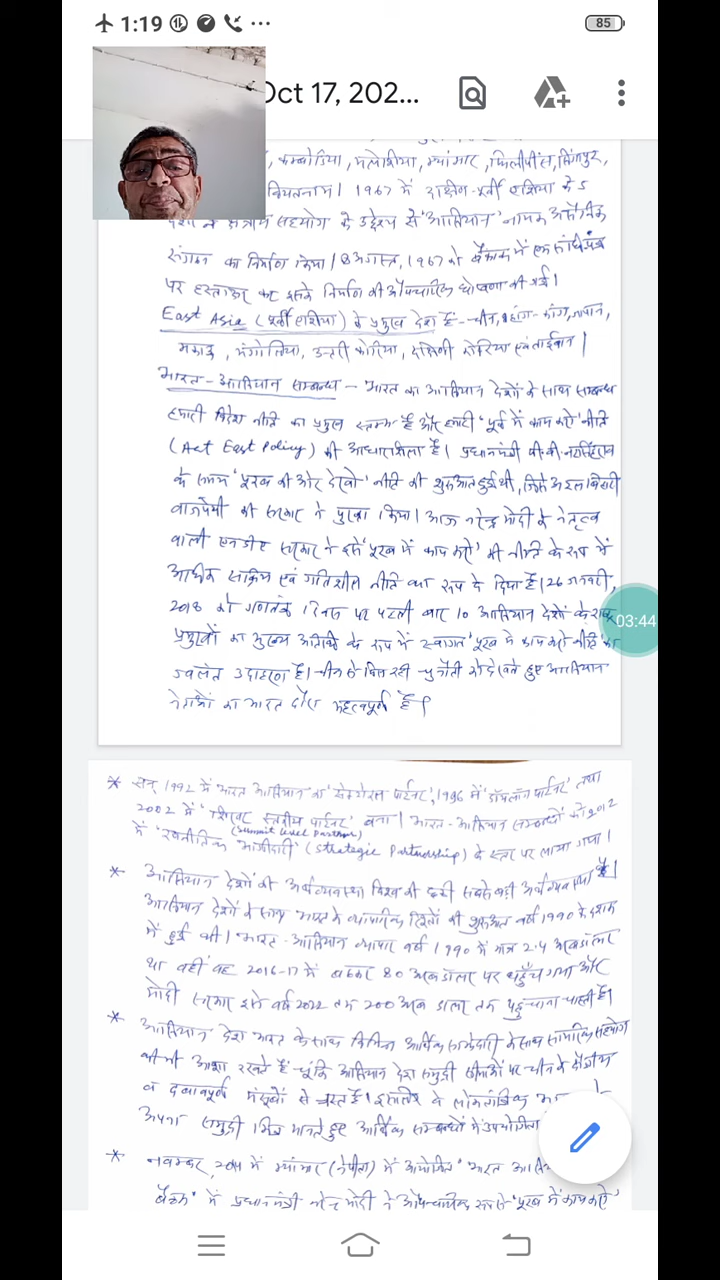 1:19
85
Oct 17, 202...
, कम्बोडिया, मलेशिया, म्यांमार, फिलीपींस, सिंगापुर,
वियतनाम। 1967 में दक्षिण-पूर्वी एशिया के 5
सहयोग के उद्देश्य से 'आसियान' नामक असैनिक
संगठन का निर्माण किया। 8 अगस्त, 1967 को बैंकाक में एक संधिपत्र
पर हस्ताक्षर कर इसके निर्माण की औपचारिक घोषणा की गई।
East Asia (पूर्वी एशिया) के प्रमुख देश हैं - चीन, हांग-कांग, जापान,
मकाऊ, मंगोलिया, उत्तरी कोरिया, दक्षिणी कोरिया एवं ताईवान।
भारत-आसियान सम्बन्ध - भारत का आसियान देशों के साथ सम्बन्ध
हमारी विदेश नीति का प्रमुख स्तम्भ है और हमारी 'पूर्व में काम करो' नीति
(Act East Policy) की आधारशिला है। प्रधानमंत्री पी.वी. नरसिंहराव
के समय 'पूरब की ओर देखो' नीति की शुरुआत हुई थी, जिसे अटल बिहारी
वाजपेयी की सरकार ने पुख्ता किया। आज नरेन्द्र मोदी के नेतृत्व
वाली एनडीए सरकार ने इसे 'पूरब में काम करो' की नीति के रूप में
अधिक सक्रिय एवं गतिशील नीति का रूप दे दिया है। 26 जनवरी,
2018 को गणतंत्र दिवस पर पहली बार 10 आसियान देशों के राष्ट्र
प्रमुखों का मुख्य अतिथि के रूप में स्वागत 'पूरब में काम करो नीति' का
03:44
ज्वलंत उदाहरण है। चीन से मिल रही चुनौती को देखते हुए आसियान
नेताओं का भारत दौरा महत्वपूर्ण है।
* सन् 1992 में भारत आसियान का 'सेक्टोरल पार्टनर', 1996 में 'डॉयलॉग पार्टनर' तथा
2002 में 'शिखर स्तरीय पार्टनर' बना। भारत-आसियान सम्बन्धों को 2012
(Summit level Partner)
में 'रणनीतिक भागीदारी' (Strategic Partnership) के स्तर पर लाया गया।
* आसियान देशों की अर्थव्यवस्था विश्व की सबसे बड़ी अर्थव्यवस्था है।
आसियान देशों के साथ भारत के व्यापारिक रिश्तों की शुरुआत वर्ष 1990 के दशक
में हुई थी। भारत-आसियान व्यापार वर्ष 1990 में मात्र 2.4 अरब डॉलर
था वहीं वह 2016-17 में बढ़कर 80 अरब डॉलर पर पहुँच गया और
मोदी सरकार इसे वर्ष 2022 तक 200 अरब डालर तक पहुंचाना चाहती है।
* आसियान देश भारत के साथ विभिन्न आर्थिक साझेदारी के साथ सामरिक सहयोग
की भी आशा रखते हैं चूंकि आसियान देश समुद्री सीमाओं पर चीन के
व दबावपूर्ण मंसूबों से त्रस्त है। इसलिए वे लोकतांत्रिक
अपना समुद्री मित्र मानते हुए आर्थिक सम्बन्धों में उपयोगिता
* नवम्बर, 2014 में म्यांमार (नेपीता) में आयोजित 'भारत
बैठक' में प्रधानमंत्री नरेन्द्र मोदी ने औपचारिक रूप से 'पूरब में काम करो'